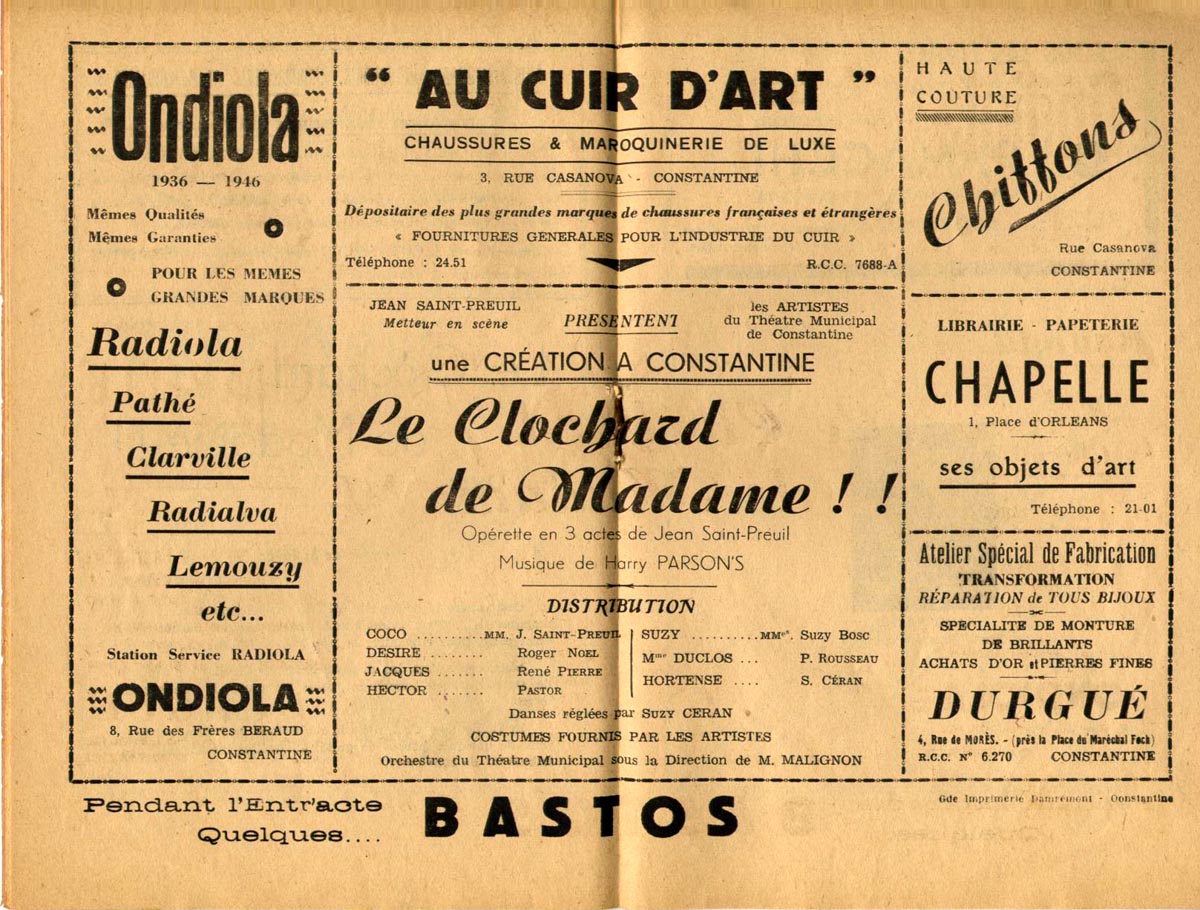 Ondiola
1936 — 1946
Mêmes Qualités
Mêmes Garanties
POUR LES MEMES
GRANDES MARQUES
Radiola
Pathé
Clarville
Radialva
Lemouzy
etc...
Station Service RADIOLA
ONDIOLA
8, Rue des Frères BERAUD
CONSTANTINE
“ AU CUIR D'ART ”
CHAUSSURES & MAROQUINERIE DE LUXE
3, RUE CASANOVA - CONSTANTINE
Dépositaire des plus grandes marques de chaussures françaises et étrangères
« FOURNITURES GENERALES POUR L'INDUSTRIE DU CUIR »
Téléphone : 24.51 R.C.C. 7688-A
JEAN SAINT-PREUIL
Metteur en scène
PRESENTENT
les ARTISTES
du Théatre Municipal
de Constantine
une CRÉATION A CONSTANTINE
Le Clochard
de Madame ! !
Opérette en 3 actes de Jean Saint-Preuil
Musique de Harry PARSON'S
DISTRIBUTION
COCO .......... MM. J. SAINT-PREUIL
DESIRE ........ Roger NOEL
JACQUES ....... René PIERRE
HECTOR ....... PASTOR
SUZY .......... MMes. Suzy BOSC
Mme DUCLOS ... P. ROUSSEAU
HORTENSE .... S. CÉRAN
Danses réglées par SUZY CERAN
COSTUMES FOURNIS PAR LES ARTISTES
Orchestre du Théatre Municipal sous la Direction de M. MALIGNON
HAUTE
COUTURE
Chiffons
Rue Casanova
CONSTANTINE
LIBRAIRIE - PAPETERIE
CHAPELLE
1, Place d'ORLEANS
ses objets d'art
Téléphone : 21-01
Atelier Spécial de Fabrication
TRANSFORMATION
RÉPARATION de TOUS BIJOUX
SPECIALITE DE MONTURE
DE BRILLANTS
ACHATS D'OR et PIERRES FINES
DURGUÉ
4, Rue de MORÈS. - (près la Place du Maréchal Foch)
R.C.C. N° 6.270 CONSTANTINE
Pendant l'Entr'acte
Quelques....
BASTOS
Gde Imprimerie Damrémont - Constantine